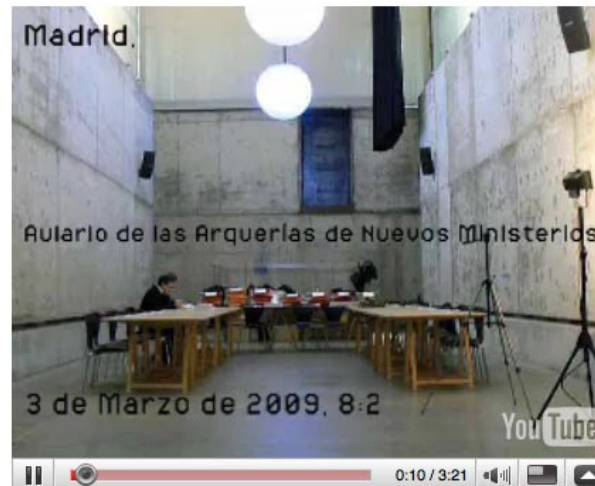 Madrid,
Aulario de las Arquerías de Nuevos Ministerios
3 de Marzo de 2009, 8:2
YouTube
0:10 / 3:21